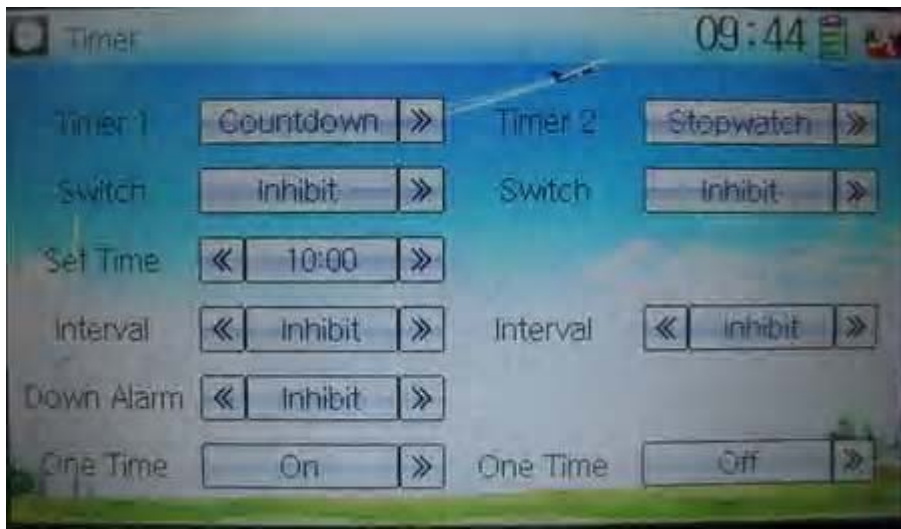 Timer 09:44
Timer 1 Countdown » Timer 2 Stopwatch »
Switch Inhibit » Switch Inhibit »
Set Time « 10:00 »
Interval « Inhibit » Interval « Inhibit »
Down Alarm « Inhibit »
One Time On » One Time Off »